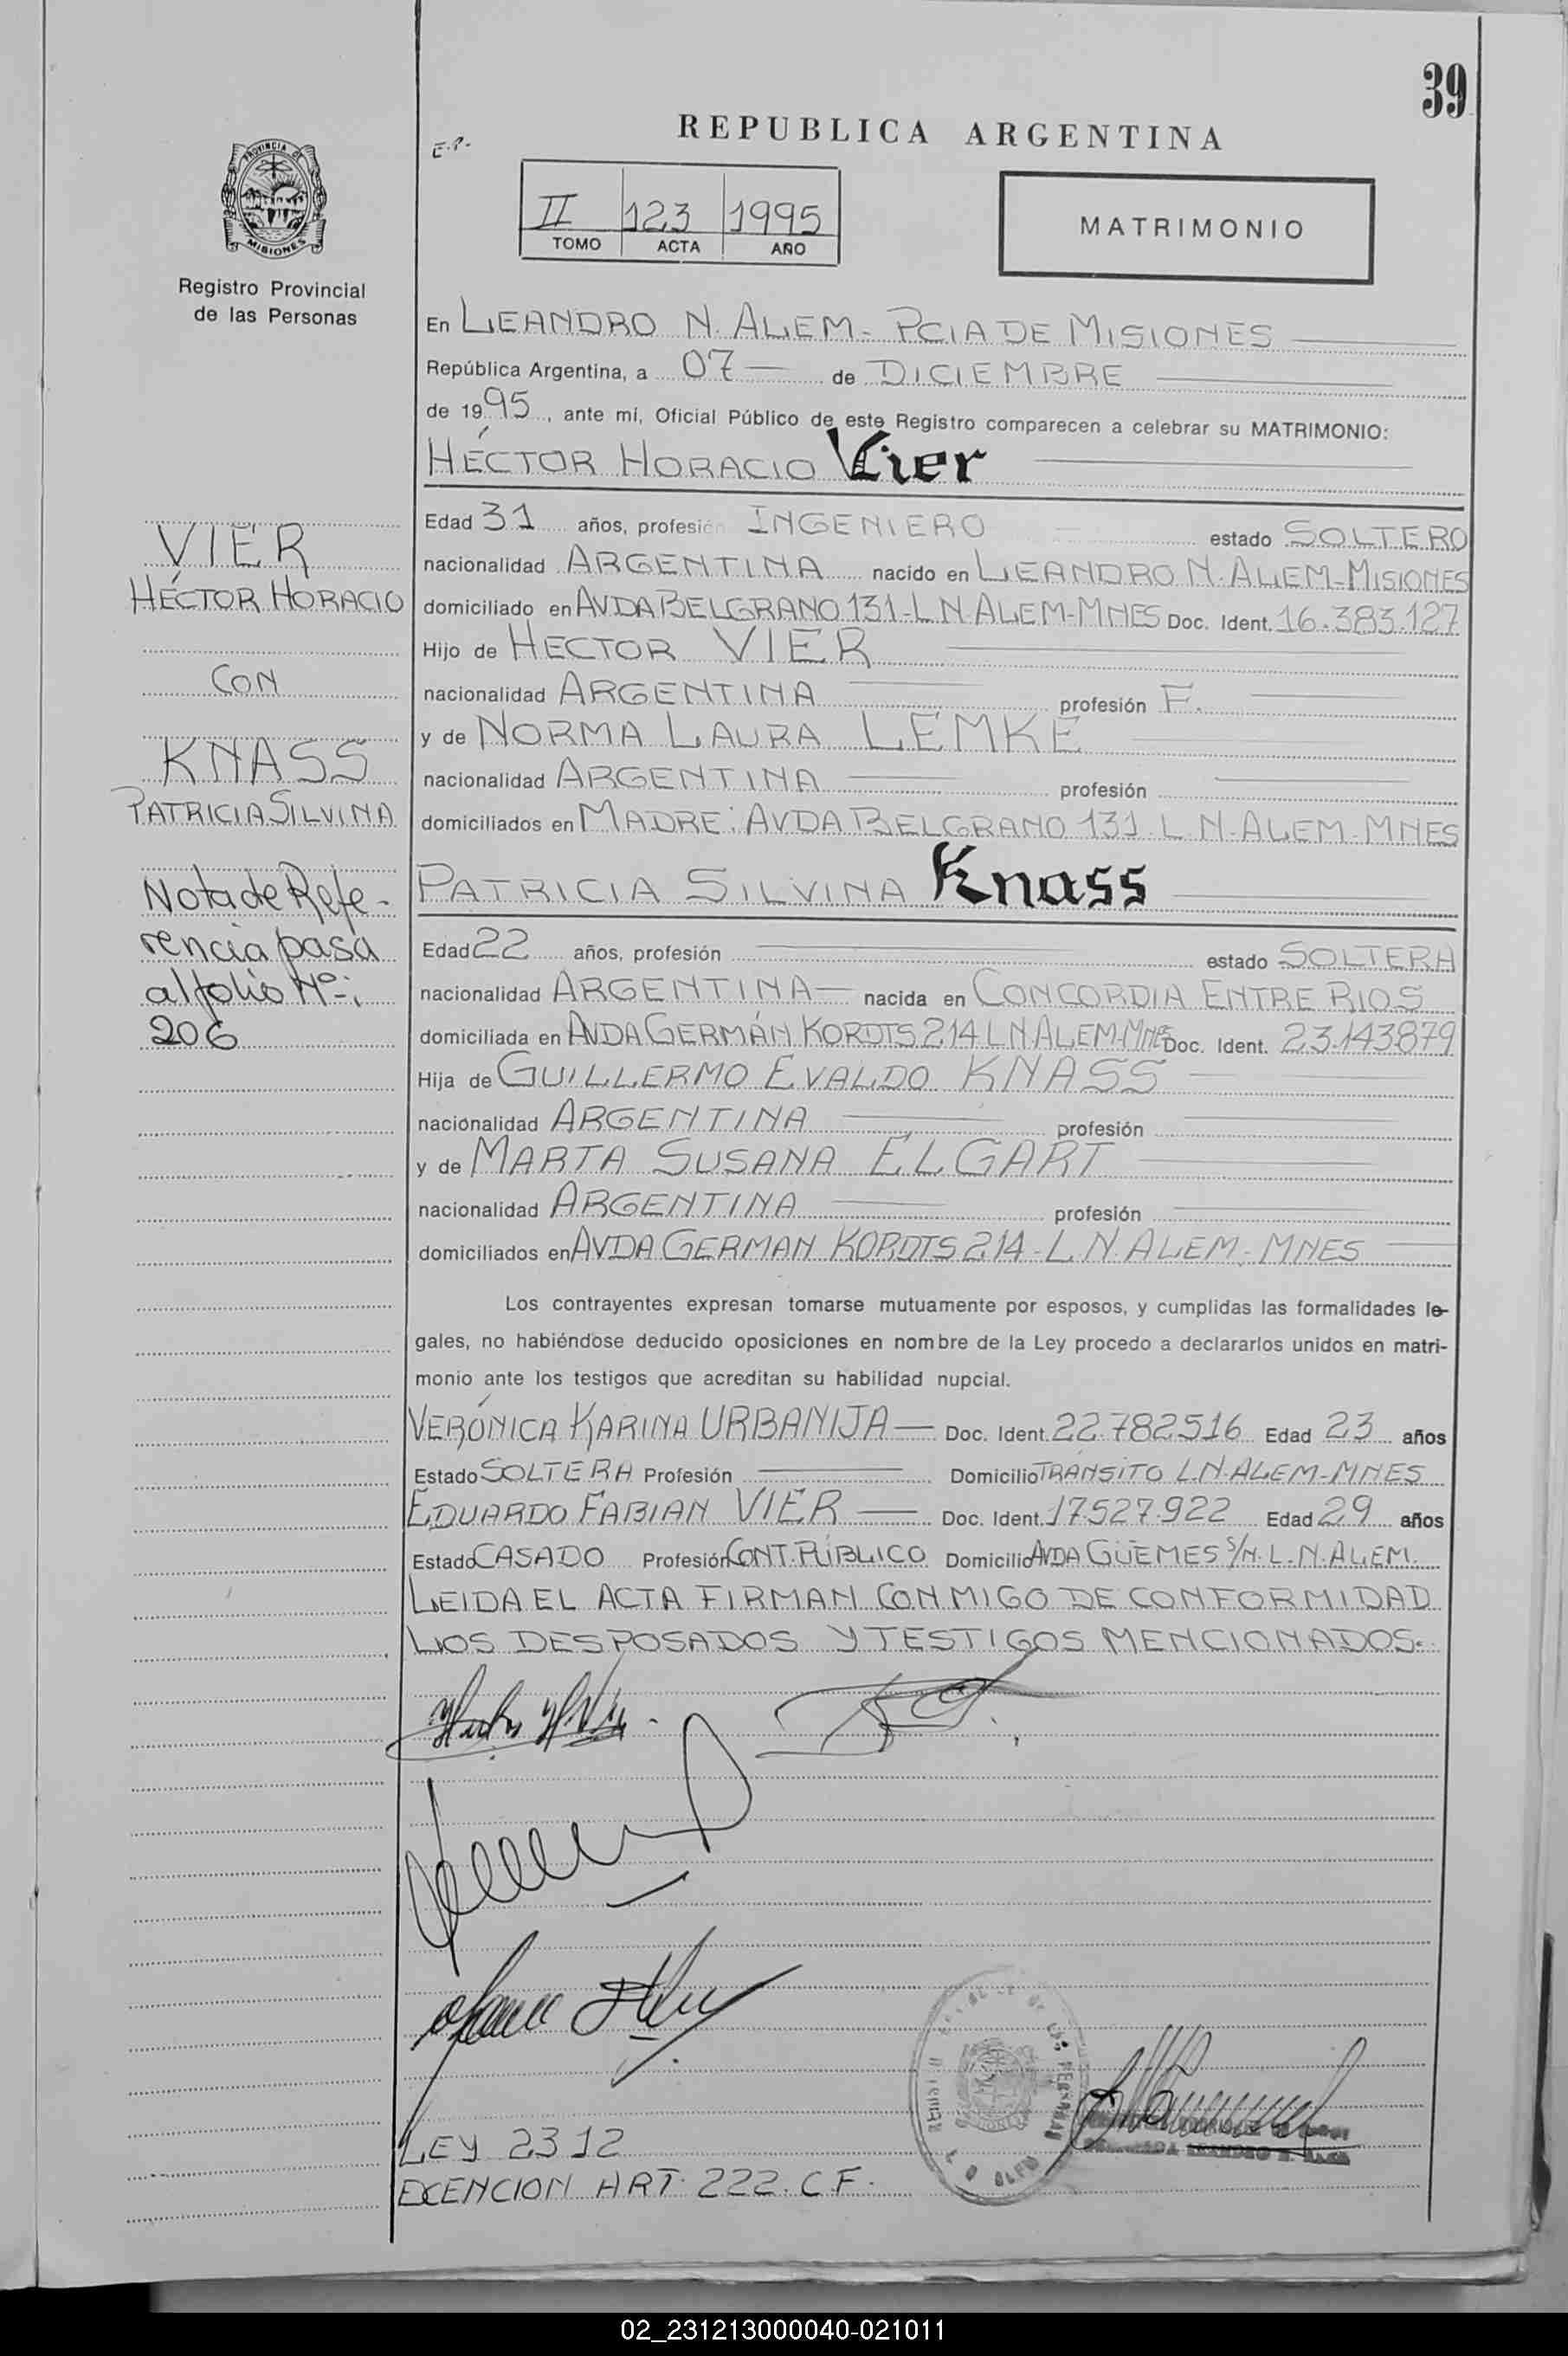 39
REPUBLICA ARGENTINA
E.P.
PROVINCIA DE
MISIONES
Registro Provincial
de las Personas
II 123 1995
TOMO ACTA AÑO
MATRIMONIO
En LEANDRO N. ALEM - PCIA DE MISIONES
República Argentina, a 07 de DICIEMBRE
de 1995, ante mí, Oficial Público de este Registro comparecen a celebrar su MATRIMONIO:
HÉCTOR HORACIO Vier
Edad 31 años, profesión INGENIERO estado SOLTERO
nacionalidad ARGENTINA nacido en LEANDRO N. ALEM-MISIONES
domiciliado en AVDA BELGRANO 131-L N. ALEM-MNES Doc. Ident. 16.383.127
Hijo de HECTOR VIER
nacionalidad ARGENTINA profesión F.
y de NORMA LAURA LEMKE
nacionalidad ARGENTINA profesión
domiciliados en MADRE: AVDA BELGRANO 131. L N. ALEM-MNES
PATRICIA SILVINA Knass
Edad 22 años, profesión estado SOLTERA
nacionalidad ARGENTINA nacida en CONCORDIA ENTRE RIOS
domiciliada en AVDA GERMÁN KORDTS 214 L N. ALEM-MNES Doc. Ident. 23.143.879
Hija de GUILLERMO EVALDO KNASS
nacionalidad ARGENTINA profesión
y de MARTA SUSANA ELGART
nacionalidad ARGENTINA profesión
domiciliados en AVDA GERMAN KORDTS 214 - L. N. ALEM - MNES
Los contrayentes expresan tomarse mutuamente por esposos, y cumplidas las formalidades le-
gales, no habiéndose deducido oposiciones en nombre de la Ley procedo a declararlos unidos en matri-
monio ante los testigos que acreditan su habilidad nupcial.
VERÓNICA KARINA URBANIJA Doc. Ident. 22.782516 Edad 23 años
Estado SOLTERA Profesión Domicilio TRÁNSITO L.N. ALEM-MNES
EDUARDO FABIAN VIER Doc. Ident. 17.527.922 Edad 29 años
Estado CASADO Profesión CONT. PÚBLICO Domicilio AVDA GÜEMES S/N. L. N. ALEM.
LEIDA EL ACTA FIRMAN CONMIGO DE CONFORMIDAD
LOS DESPOSADOS Y TESTIGOS MENCIONADOS.
LEY 2312
EXENCION ART. 222. C F.
VIER
HÉCTOR HORACIO
CON
KNASS
PATRICIA SILVINA
Nota de Refe-
rencia pasa
al folio Nº:
206
02_231213000040-021011